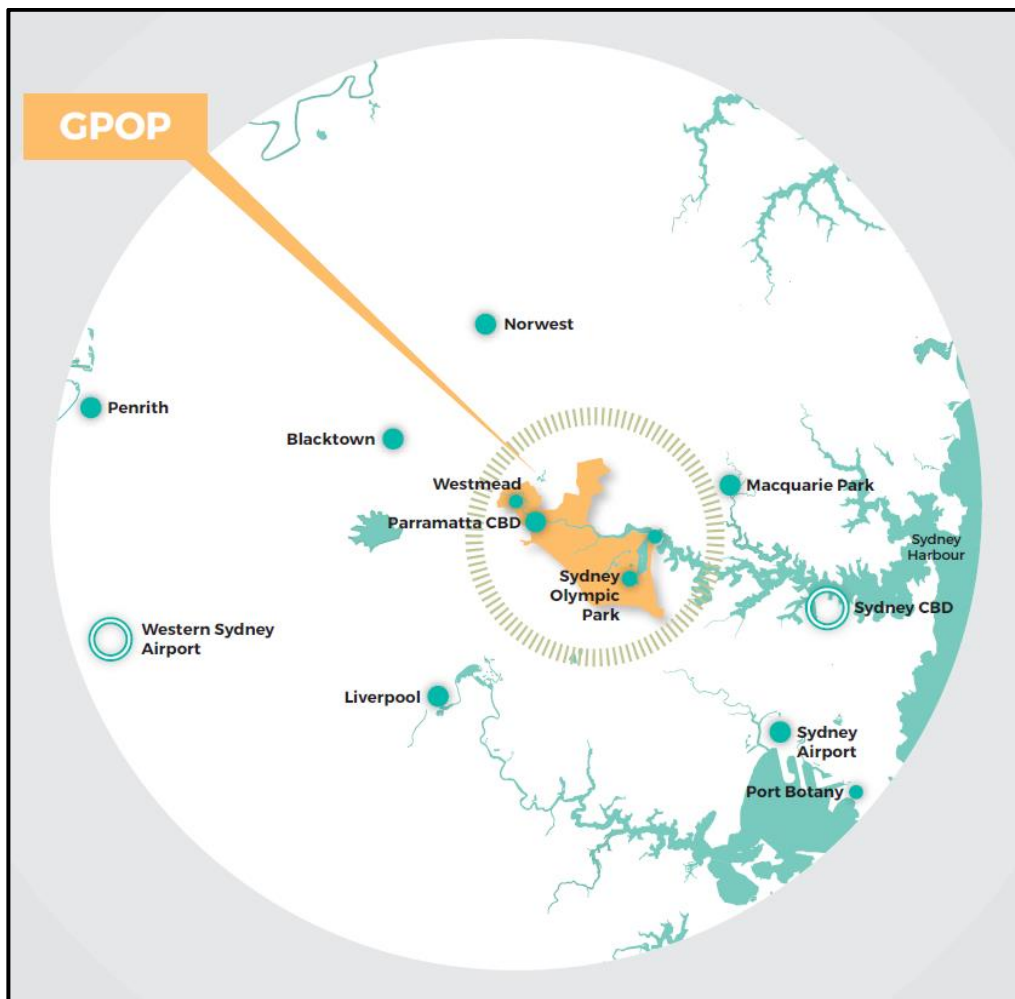 GPOP
Norwest
Penrith
Blacktown
Westmead
Macquarie Park
Parramatta CBD
Sydney
Harbour
Sydney
Olympic
Park
Sydney CBD
Western Sydney
Airport
Liverpool
Sydney
Airport
Port Botany